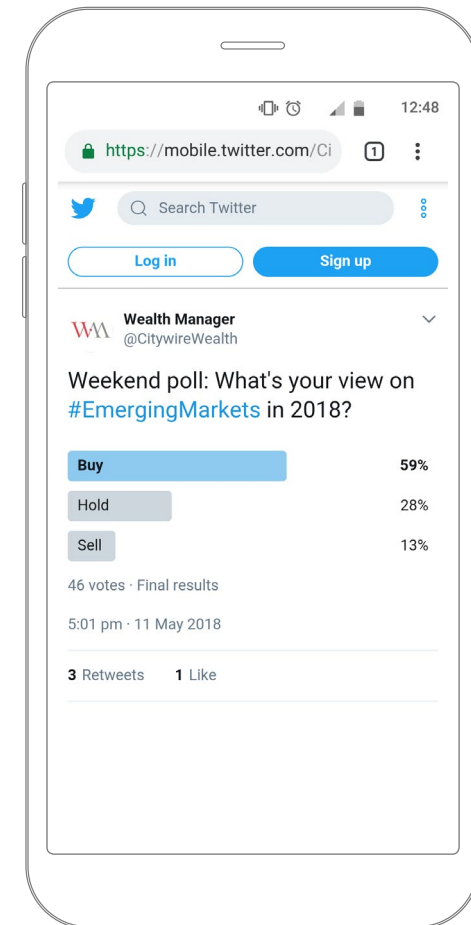 12:48
https://mobile.twitter.com/Ci
1
Search Twitter
Log in
Sign up
WM
Wealth Manager
@CitywireWealth
Weekend poll: What's your view on
#EmergingMarkets in 2018?
Buy 59%
Hold 28%
Sell 13%
46 votes · Final results
5:01 pm · 11 May 2018
3 Retweets 1 Like